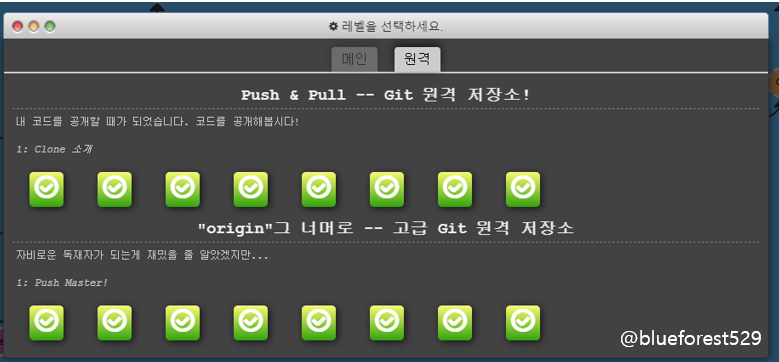 레벨을 선택하세요.
메인 원격
Push & Pull -- Git 원격 저장소!
내 코드를 공개할 때가 되었습니다. 코드를 공개해봅시다!
1: Clone 소개
"origin"그 너머로 -- 고급 Git 원격 저장소
자비로운 독재자가 되는게 재밌을 줄 알았겠지만...
1: Push Master!
@blueforest529